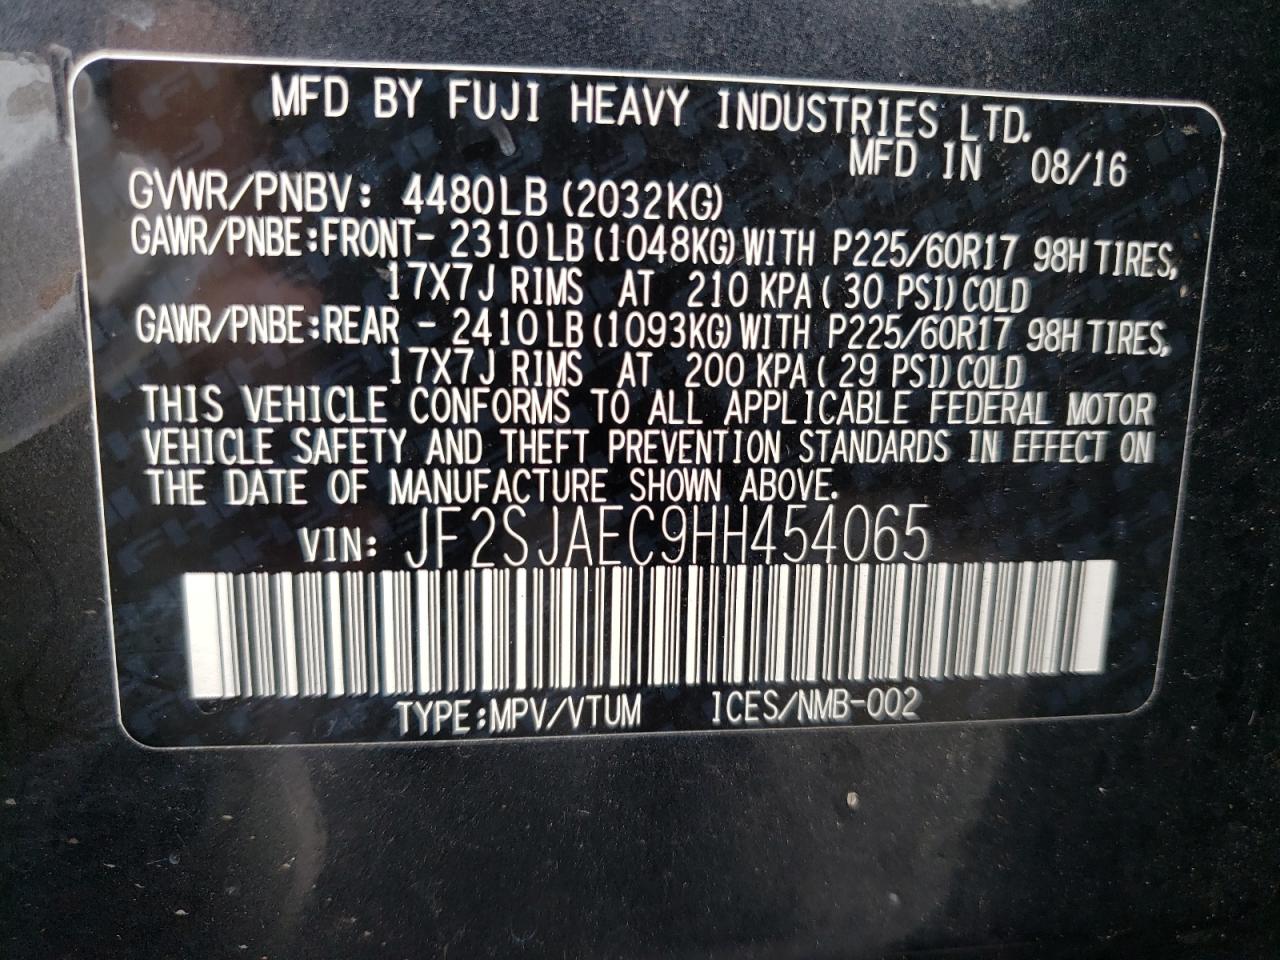 MFD BY FUJI HEAVY INDUSTRIES LTD.
MFD IN 08/16
GVWR/PNBV: 4480LB (2032KG)
GAWR/PNBE:FRONT- 2310LB (1048KG) WITH P225/60R17 98H TIRES,
17X7J RIMS AT 210 KPA ( 30 PSI) COLD
GAWR/PNBE:REAR - 2410LB (1093KG) WITH P225/60R17 98H TIRES,
17X7J RIMS AT 200 KPA ( 29 PSI) COLD
THIS VEHICLE CONFORMS TO ALL APPLICABLE FEDERAL MOTOR
VEHICLE SAFETY AND THEFT PREVENTION STANDARDS IN EFFECT ON
THE DATE OF MANUFACTURE SHOWN ABOVE.
VIN: JF2SJAEC9HH454065
TYPE:MPV/VTUM ICES/NMB-002